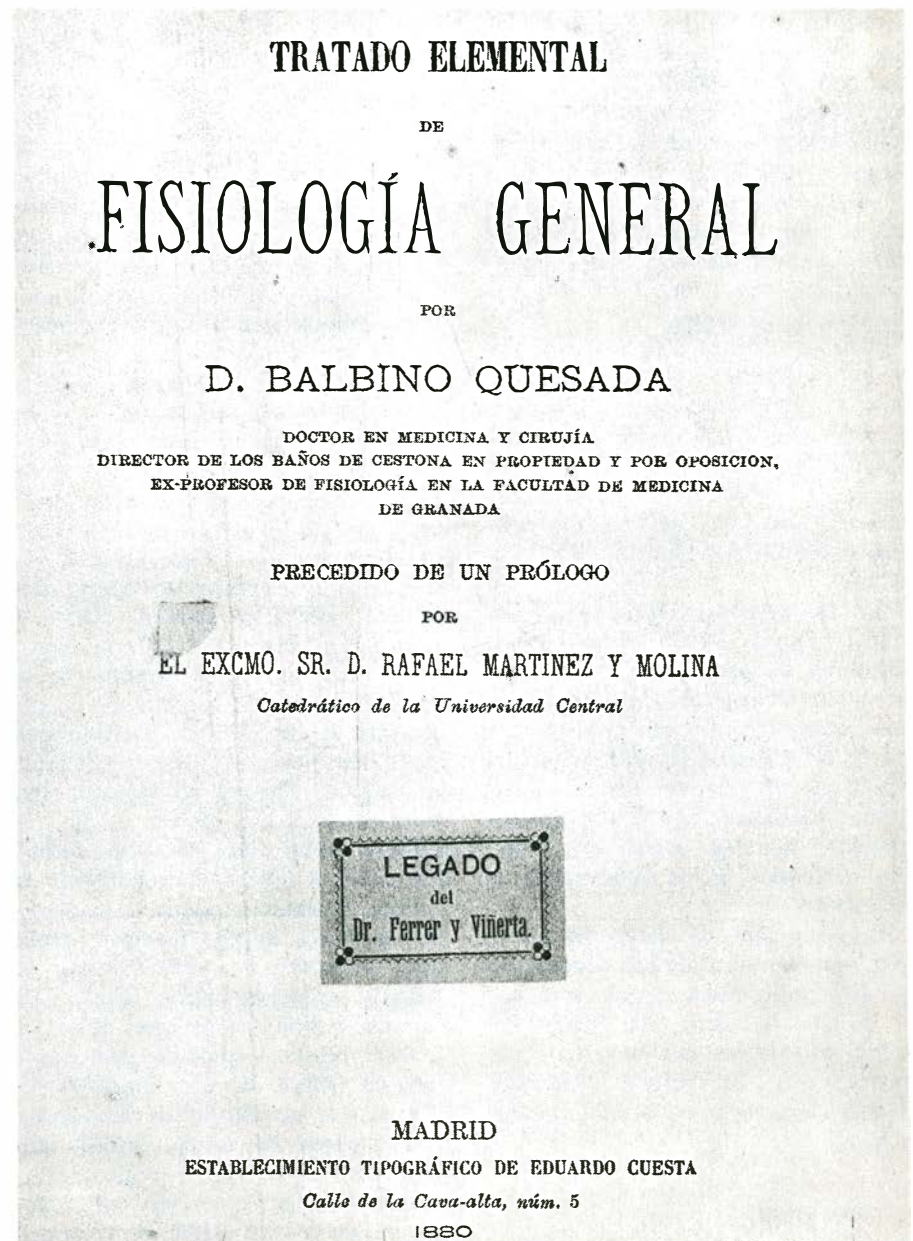 TRATADO ELEMENTAL
DE
FISIOLOGÍA GENERAL
POR
D. BALBINO QUESADA
DOCTOR EN MEDICINA Y CIRUJÍA
DIRECTOR DE LOS BAÑOS DE CESTONA EN PROPIEDAD Y POR OPOSICION,
EX-PROFESOR DE FISIOLOGÍA EN LA FACULTAD DE MEDICINA
DE GRANADA
PRECEDIDO DE UN PRÓLOGO
POR
EL EXCMO. SR. D. RAFAEL MARTINEZ Y MOLINA
Catedrático de la Universidad Central
LEGADO
del
Dr. Ferrer y Viñerta.
MADRID
ESTABLECIMIENTO TIPOGRÁFICO DE EDUARDO CUESTA
Calle de la Cava-alta, núm. 5
1880